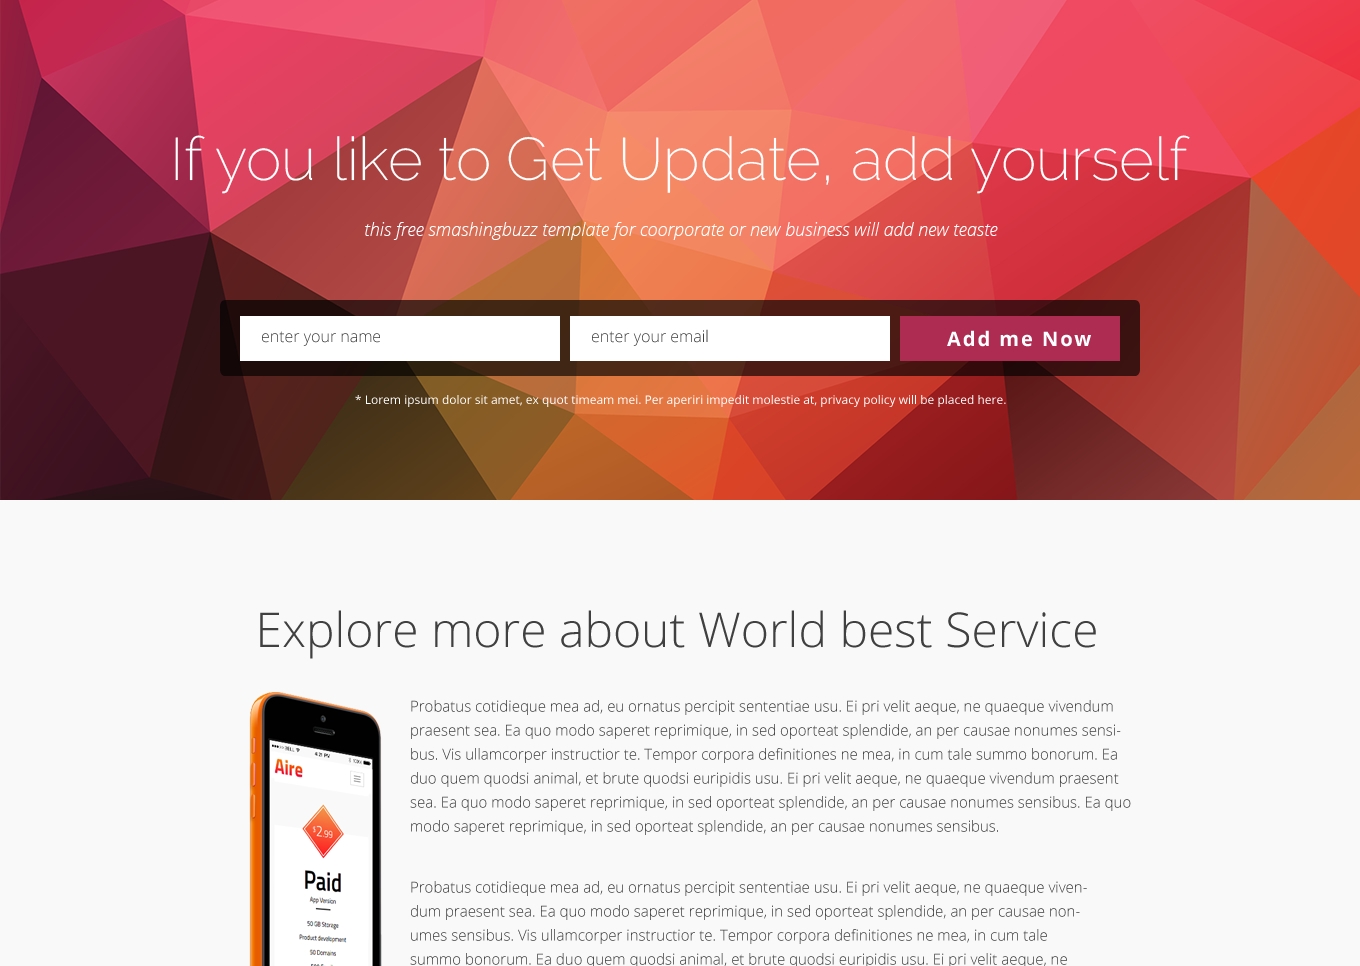 If you like to Get Update, add yourself
this free smashingbuzz template for coorporate or new business will add new teaste
enter your name
enter your email
Add me Now
* Lorem ipsum dolor sit amet, ex quot timeam mei. Per aperiri impedit molestie at, privacy policy will be placed here.
Explore more about World best Service
Probatus cotidieque mea ad, eu ornatus percipit sententiae usu. Ei pri velit aeque, ne quaeque vivendum
praesent sea. Ea quo modo saperet reprimique, in sed oporteat splendide, an per causae nonumes sensi-
bus. Vis ullamcorper instructior te. Tempor corpora definitiones ne mea, in cum tale summo bonorum. Ea
duo quem quodsi animal, et brute quodsi euripidis usu. Ei pri velit aeque, ne quaeque vivendum praesent
sea. Ea quo modo saperet reprimique, in sed oporteat splendide, an per causae nonumes sensibus. Ea quo
modo saperet reprimique, in sed oporteat splendide, an per causae nonumes sensibus.
Probatus cotidieque mea ad, eu ornatus percipit sententiae usu. Ei pri velit aeque, ne quaeque viven-
dum praesent sea. Ea quo modo saperet reprimique, in sed oporteat splendide, an per causae non-
umes sensibus. Vis ullamcorper instructior te. Tempor corpora definitiones ne mea, in cum tale
summo bonorum. Ea duo quem quodsi animal, et brute quodsi euripidis usu. Ei pri velit aeque, ne
4:21 PM
Aire
$2.99
Paid
App Version
50 GB Storage
Product development
50 Domains